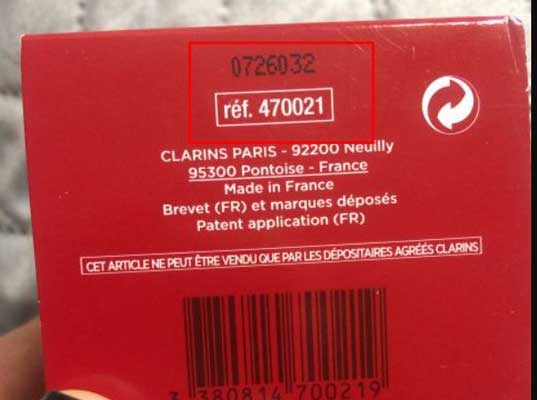 0726032
réf. 470021
CLARINS PARIS - 92200 Neuilly
95300 Pontoise - France
Made in France
Brevet (FR) et marques déposés
Patent application (FR)
CET ARTICLE NE PEUT ÊTRE VENDU QUE PAR LES DÉPOSITAIRES AGRÉÉS CLARINS
3 380814 700219